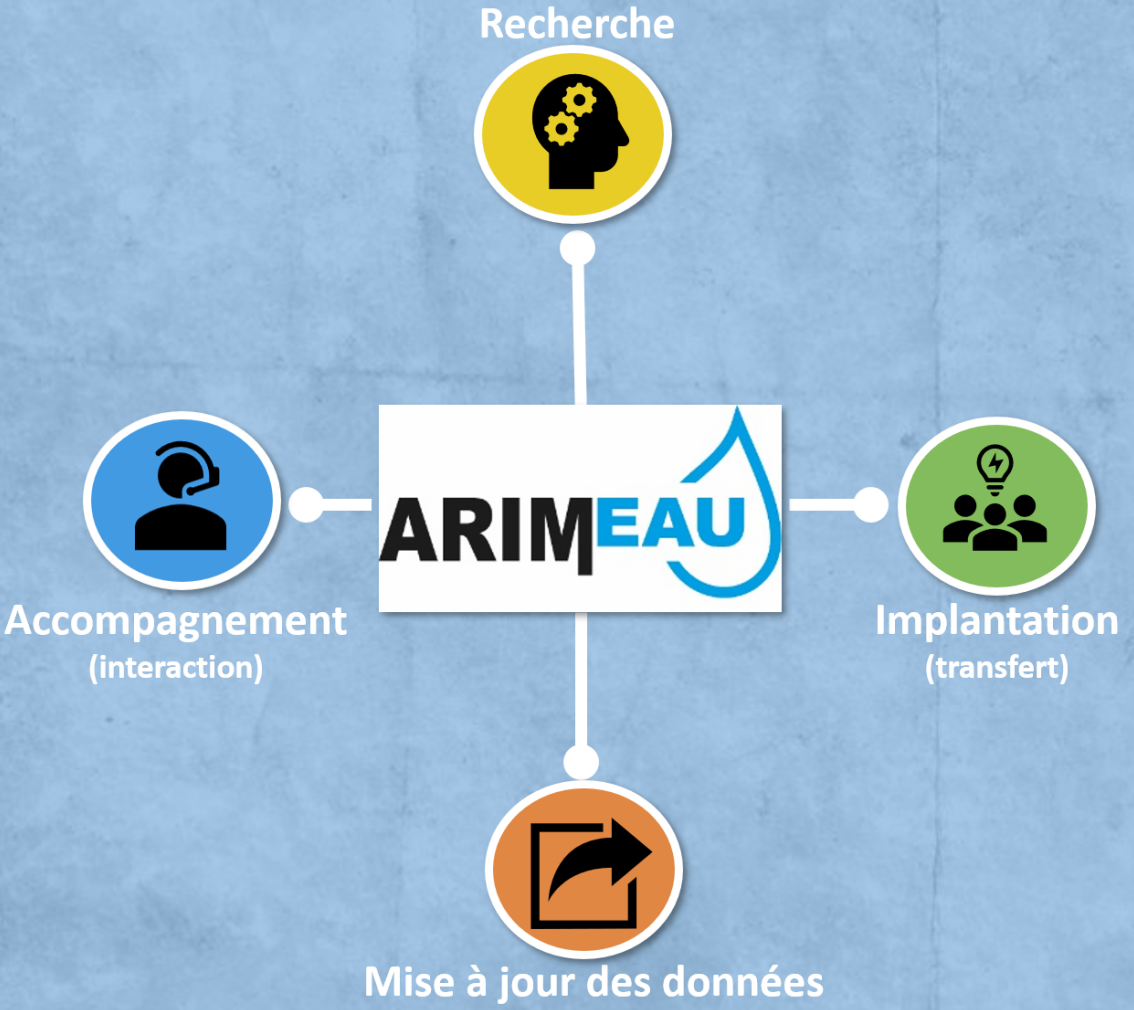 Recherche
ARIMEAU
Accompagnement
(interaction)
Implantation
(transfert)
Mise à jour des données